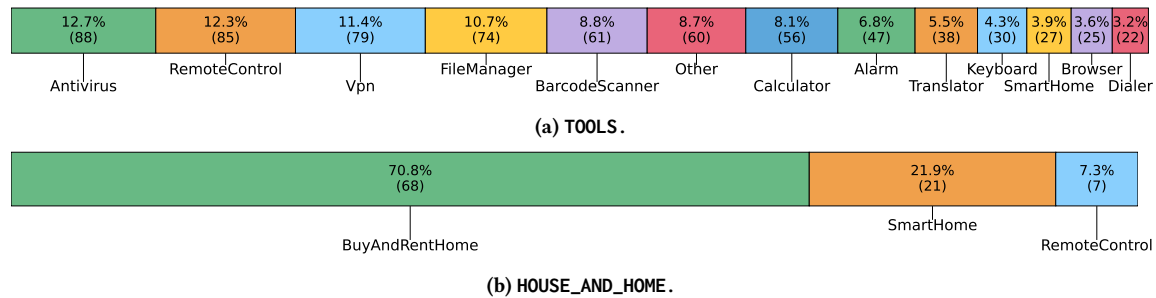 12.7% 12.3% 11.4% 10.7% 8.8% 8.7% 8.1% 6.8% 5.5% 4.3% 3.9% 3.6% 3.2%
(88) (85) (79) (74) (61) (60) (56) (47) (38) (30) (27) (25) (22)
RemoteControl FileManager Other Alarm Keyboard Browser
Antivirus Vpn BarcodeScanner Calculator Translator SmartHome Dialer
(a) TOOLS.
70.8% 21.9% 7.3%
(68) (21) (7)
SmartHome
BuyAndRentHome RemoteControl
(b) HOUSE_AND_HOME.